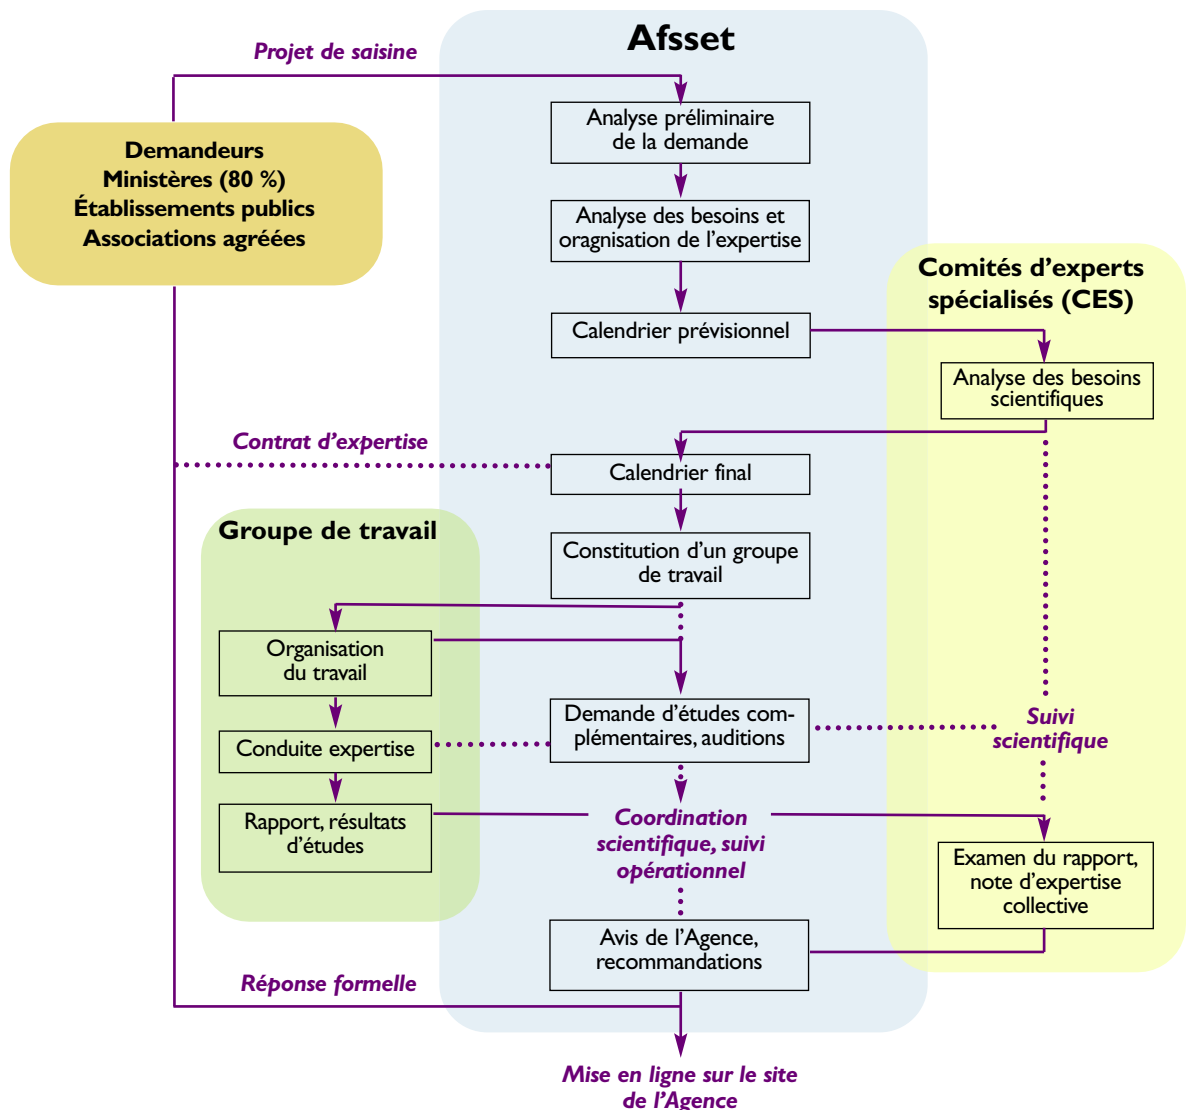 Afsset
Projet de saisine
Analyse préliminaire
de la demande
Demandeurs
Ministères (80 %)
Établissements publics
Associations agréées
Analyse des besoins et
oragnisation de l’expertise
Comités d’experts
spécialisés (CES)
Calendrier prévisionnel
Analyse des besoins
scientifiques
Contrat d’expertise
Calendrier final
Groupe de travail
Constitution d’un groupe
de travail
Organisation
du travail
Demande d’études com-
plémentaires, auditions
Suivi
scientifique
Conduite expertise
Rapport, résultats
d’études
Coordination
scientifique, suivi
opérationnel
Examen du rapport,
note d’expertise
collective
Avis de l’Agence,
recommandations
Réponse formelle
Mise en ligne sur le site
de l’Agence